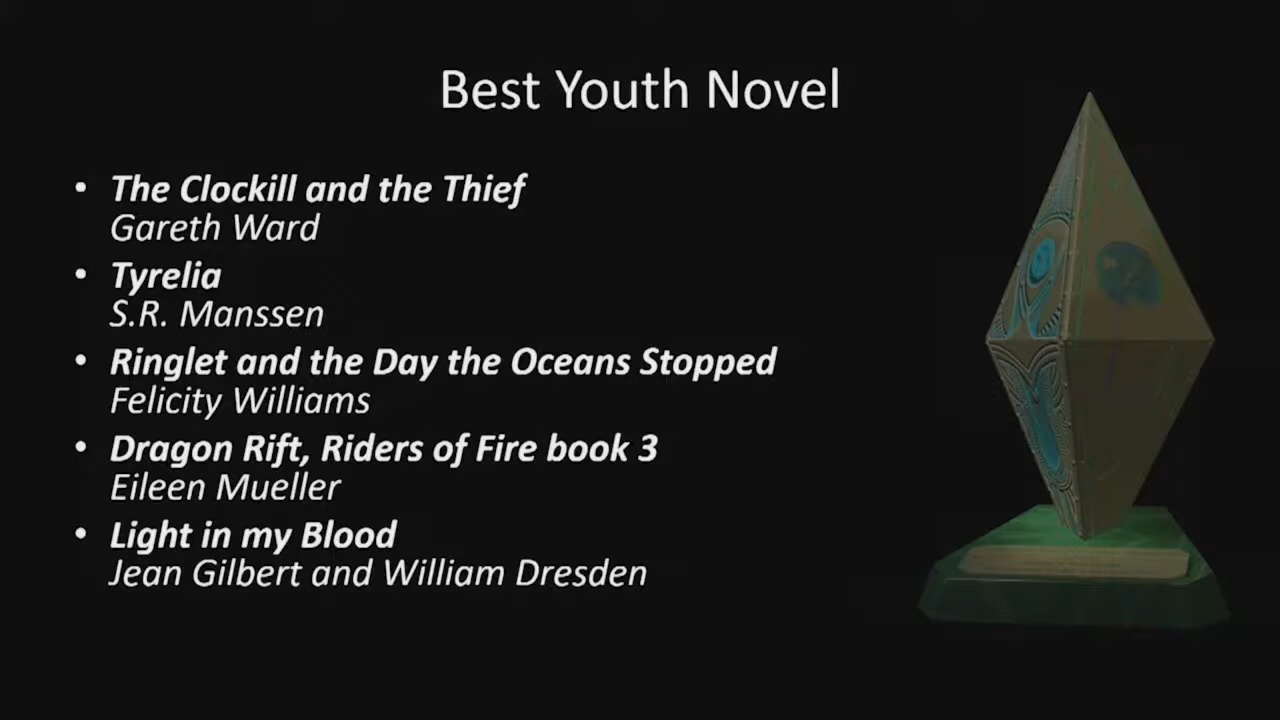 Best Youth Novel
• The Clockill and the Thief
Gareth Ward
• Tyrelia
S.R. Manssen
• Ringlet and the Day the Oceans Stopped
Felicity Williams
• Dragon Rift, Riders of Fire book 3
Eileen Mueller
• Light in my Blood
Jean Gilbert and William Dresden